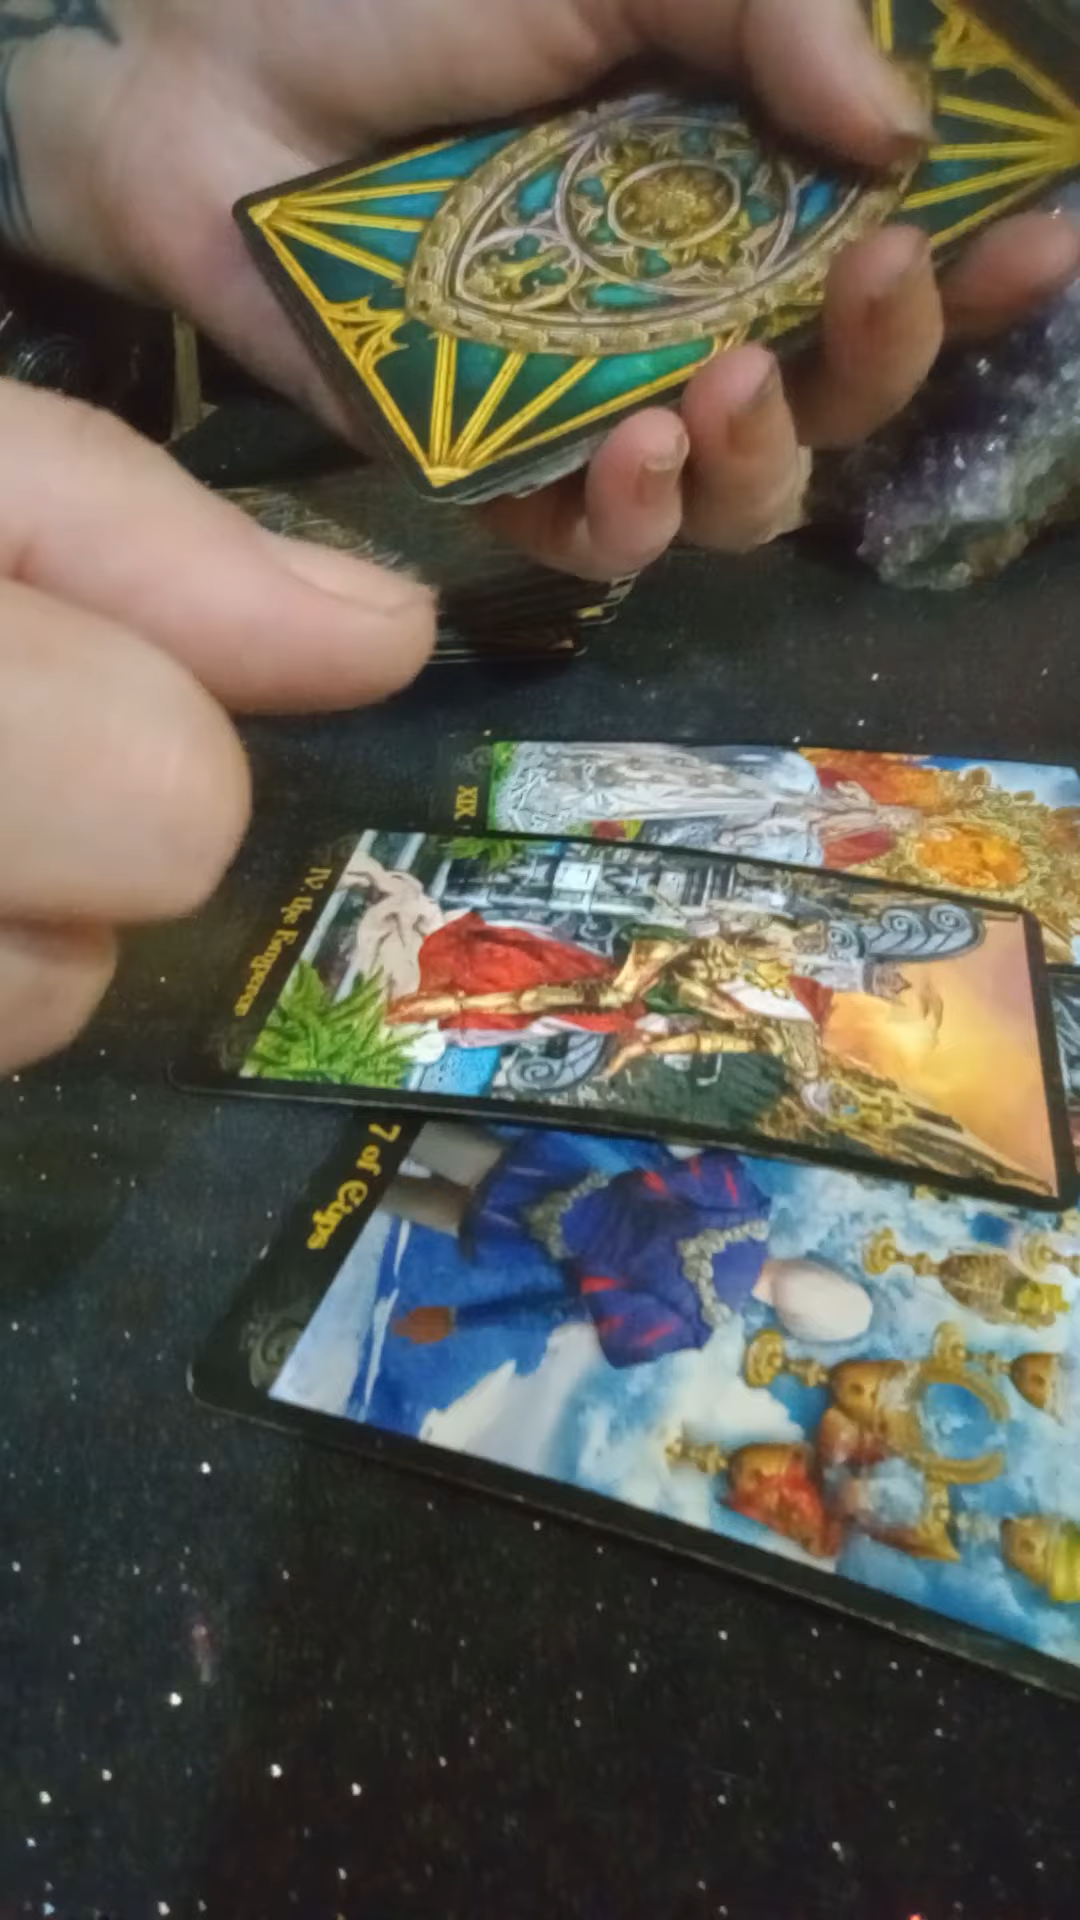 XIX
IV. The Emperor
7 of Cups